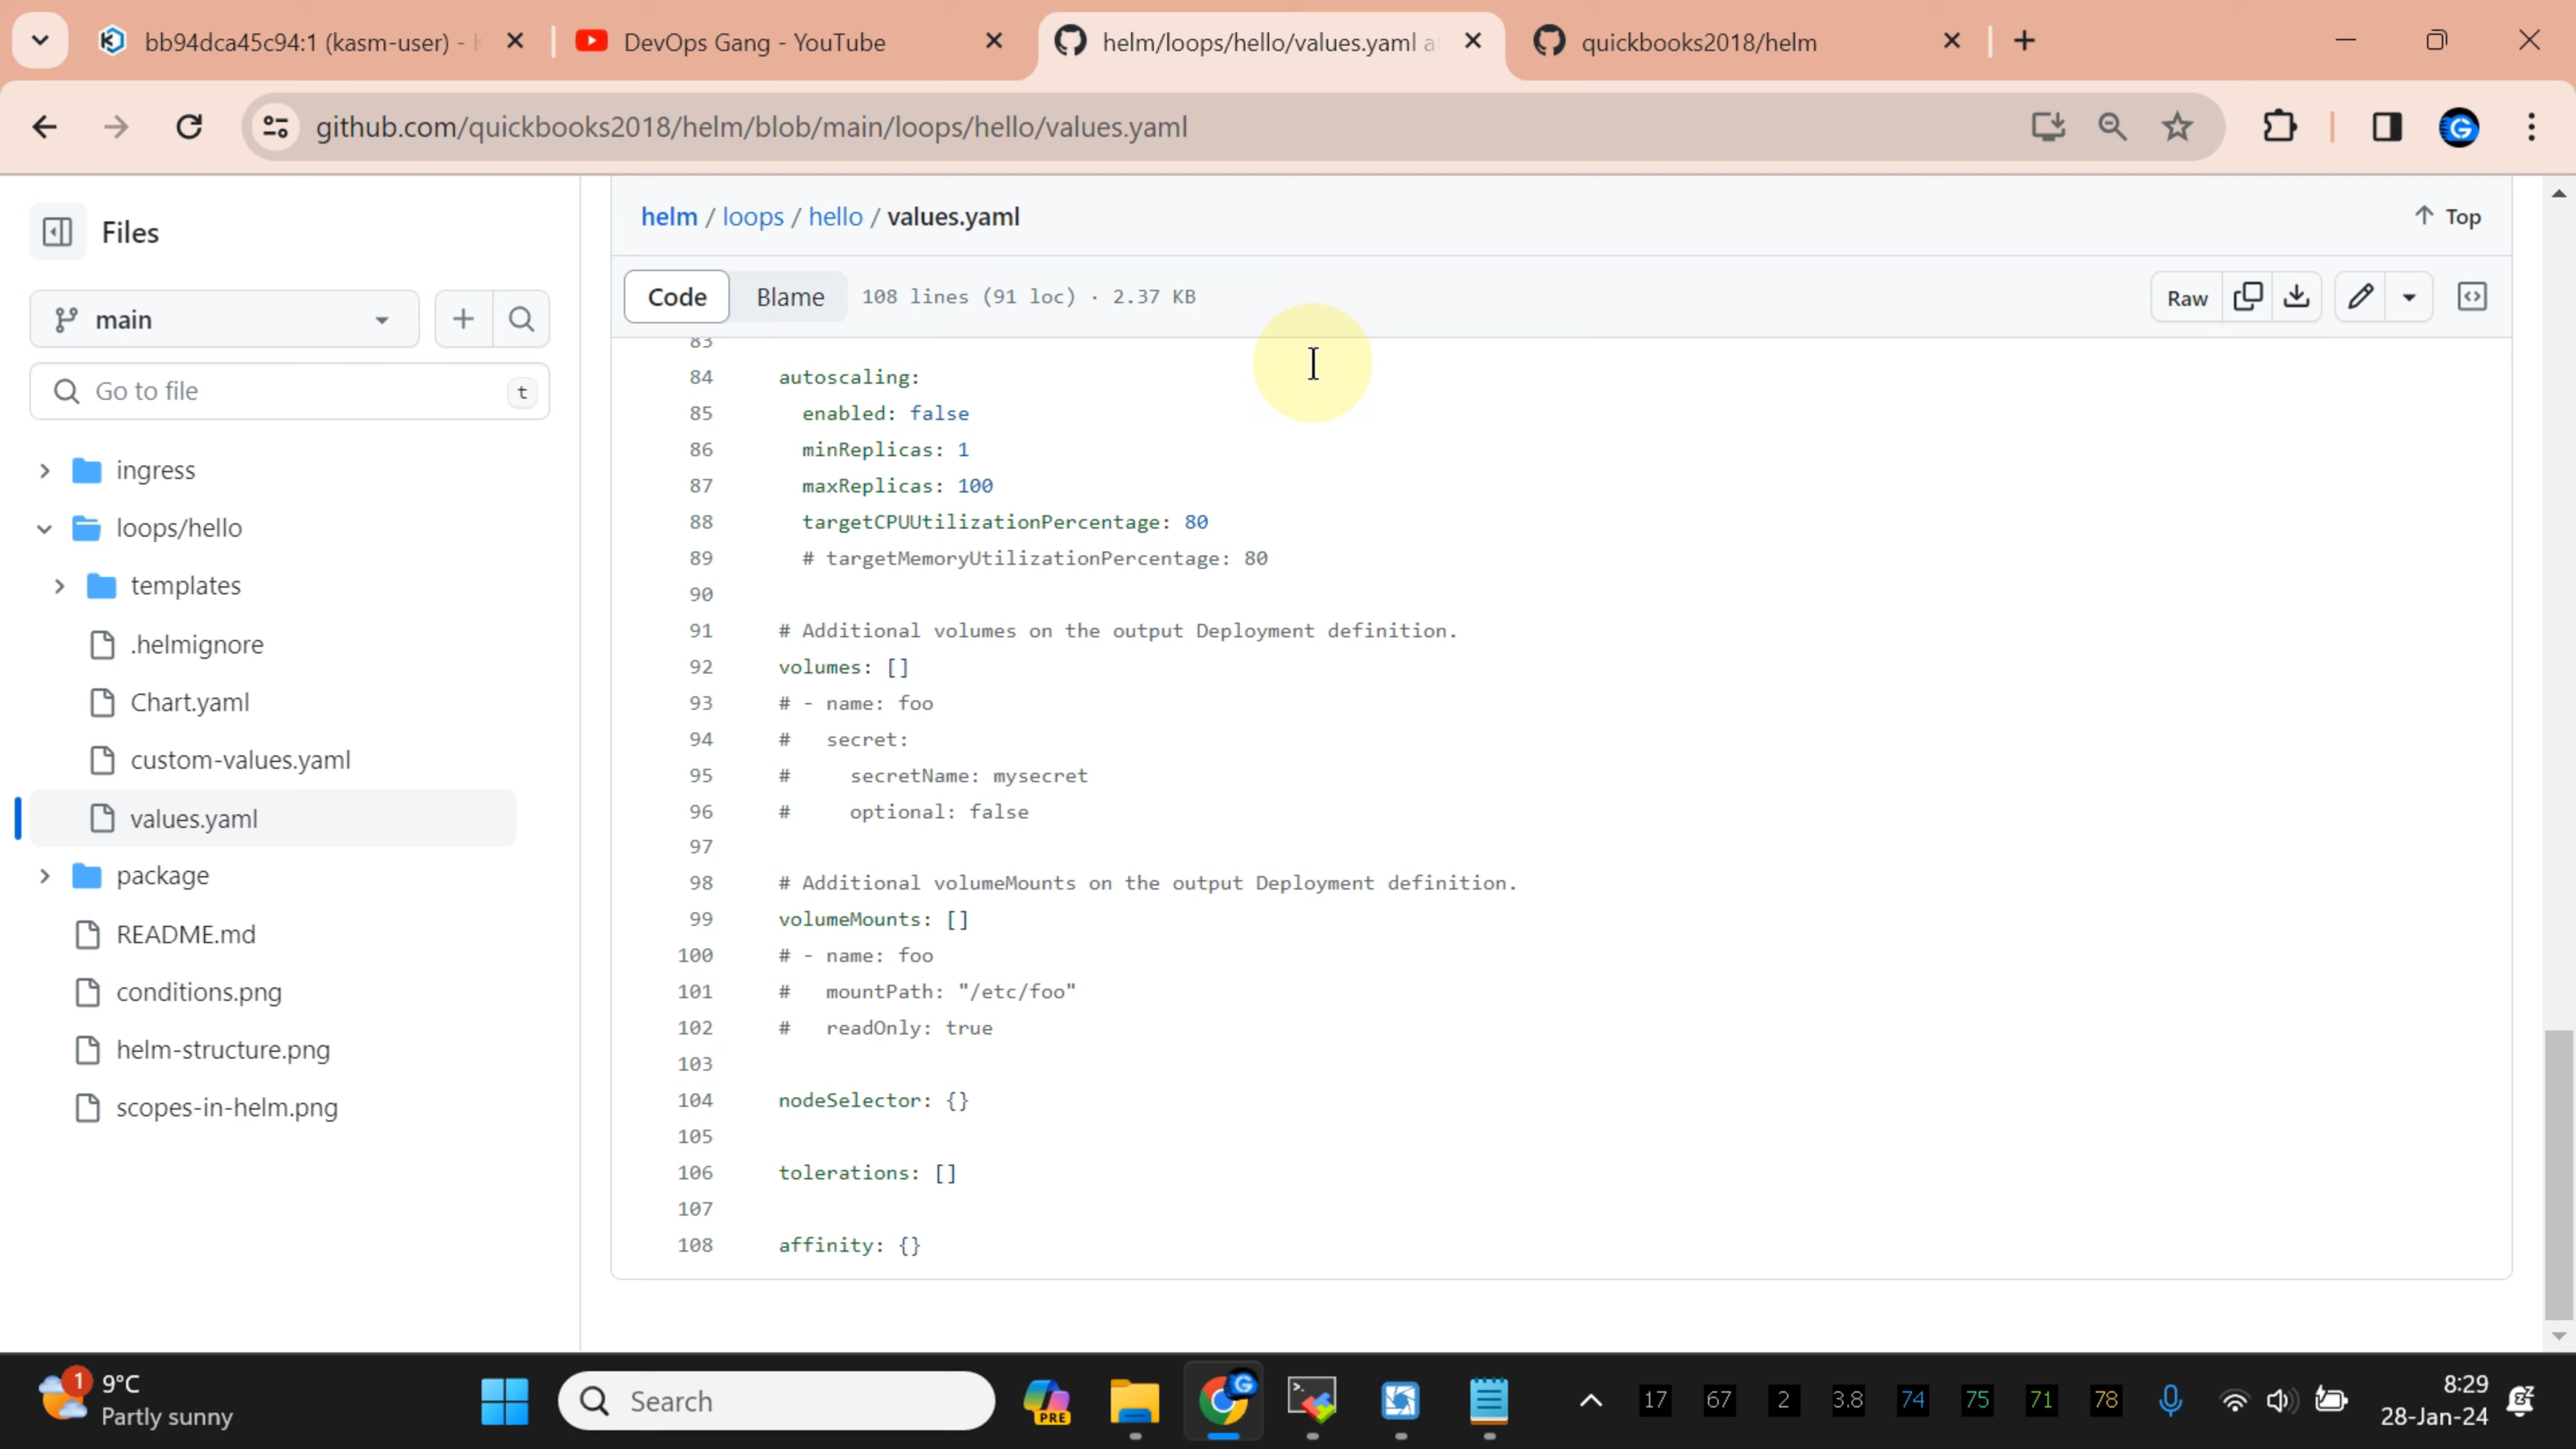 bb94dca45c94:1 (kasm-user) -
DevOps Gang - YouTube
helm/loops/hello/values.yaml a
quickbooks2018/helm
github.com/quickbooks2018/helm/blob/main/loops/hello/values.yaml
Files
main
Go to file
t
ingress
loops/hello
templates
.helmignore
Chart.yaml
custom-values.yaml
values.yaml
package
README.md
conditions.png
helm-structure.png
scopes-in-helm.png
helm / loops / hello / values.yaml
Top
Code
Blame
108 lines (91 loc) · 2.37 KB
Raw
83
84 autoscaling:
85 enabled: false
86 minReplicas: 1
87 maxReplicas: 100
88 targetCPUUtilizationPercentage: 80
89 # targetMemoryUtilizationPercentage: 80
90
91 # Additional volumes on the output Deployment definition.
92 volumes: []
93 # - name: foo
94 # secret:
95 # secretName: mysecret
96 # optional: false
97
98 # Additional volumeMounts on the output Deployment definition.
99 volumeMounts: []
100 # - name: foo
101 # mountPath: "/etc/foo"
102 # readOnly: true
103
104 nodeSelector: {}
105
106 tolerations: []
107
108 affinity: {}
1
9°C
Partly sunny
Search
PRE
17 67 2 3.8 74 75 71 78
8:29
28-Jan-24